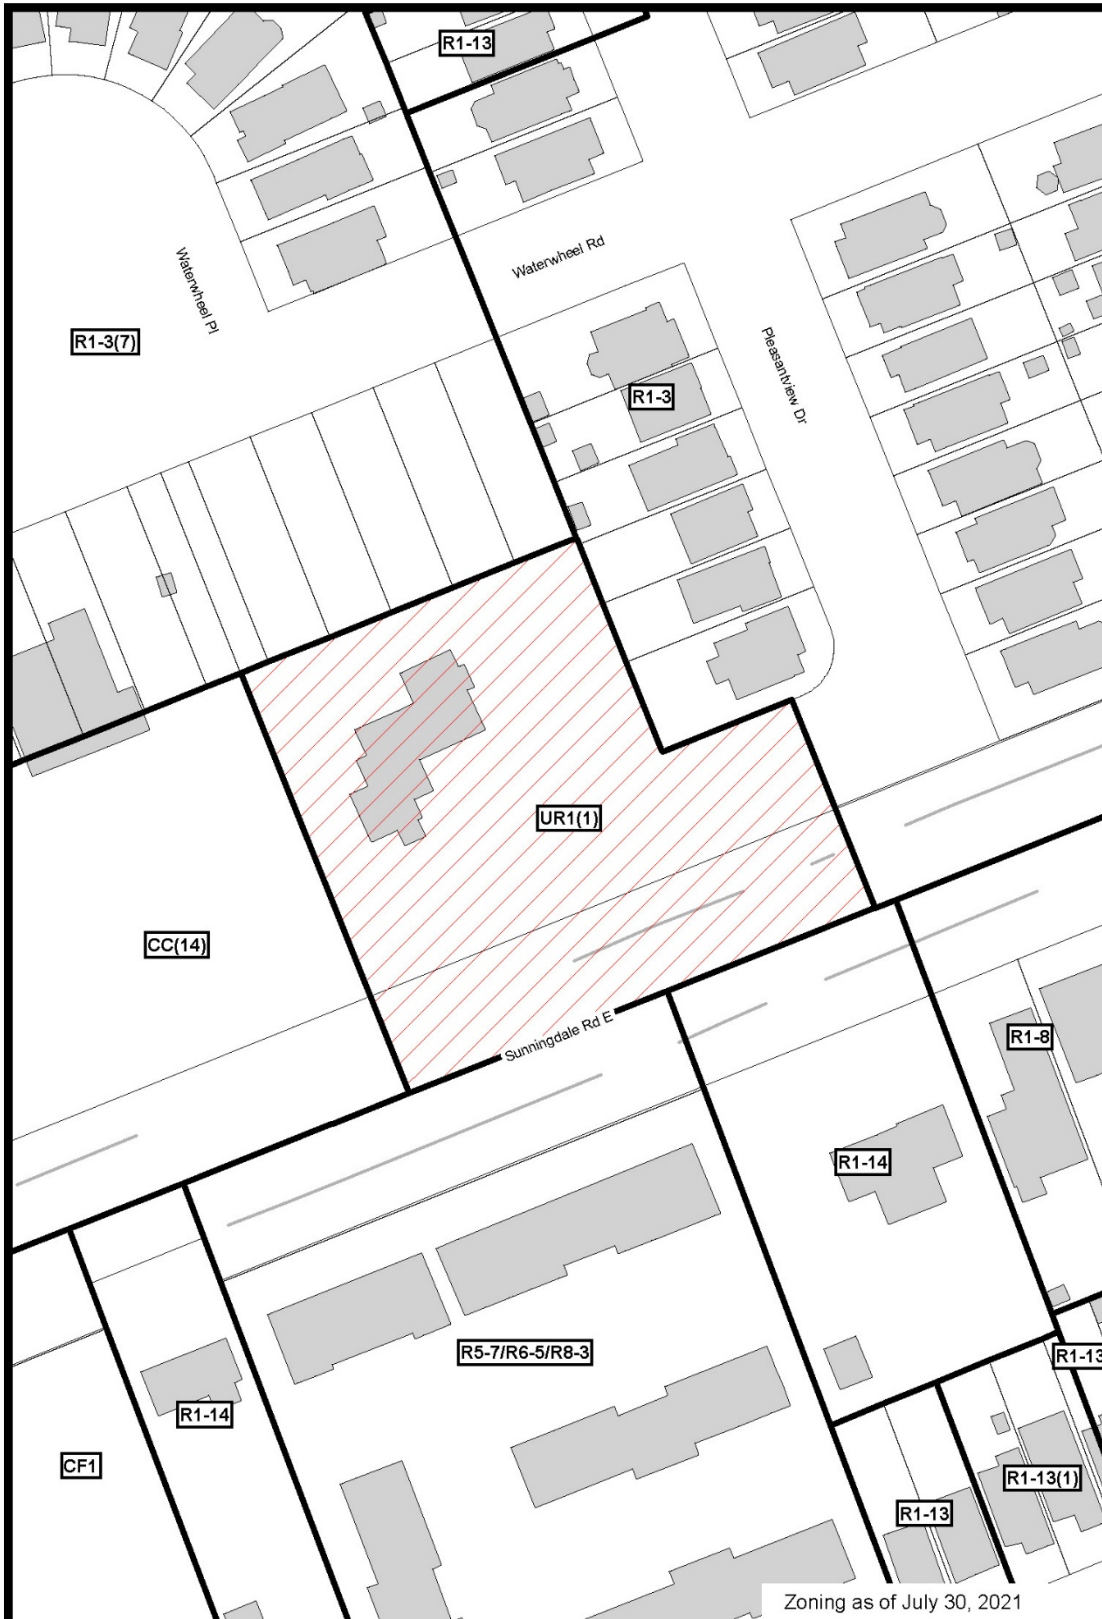 R1-13
Waterwheel Rd
Waterwheel Pl
R1-3(7)
Pleasantview Dr
R1-3
UR1(1)
CC(14)
Sunningdale Rd E
R1-8
R1-14
R5-7/R6-5/R8-3
R1-13
R1-14
CF1
R1-13(1)
R1-13
Zoning as of July 30, 2021